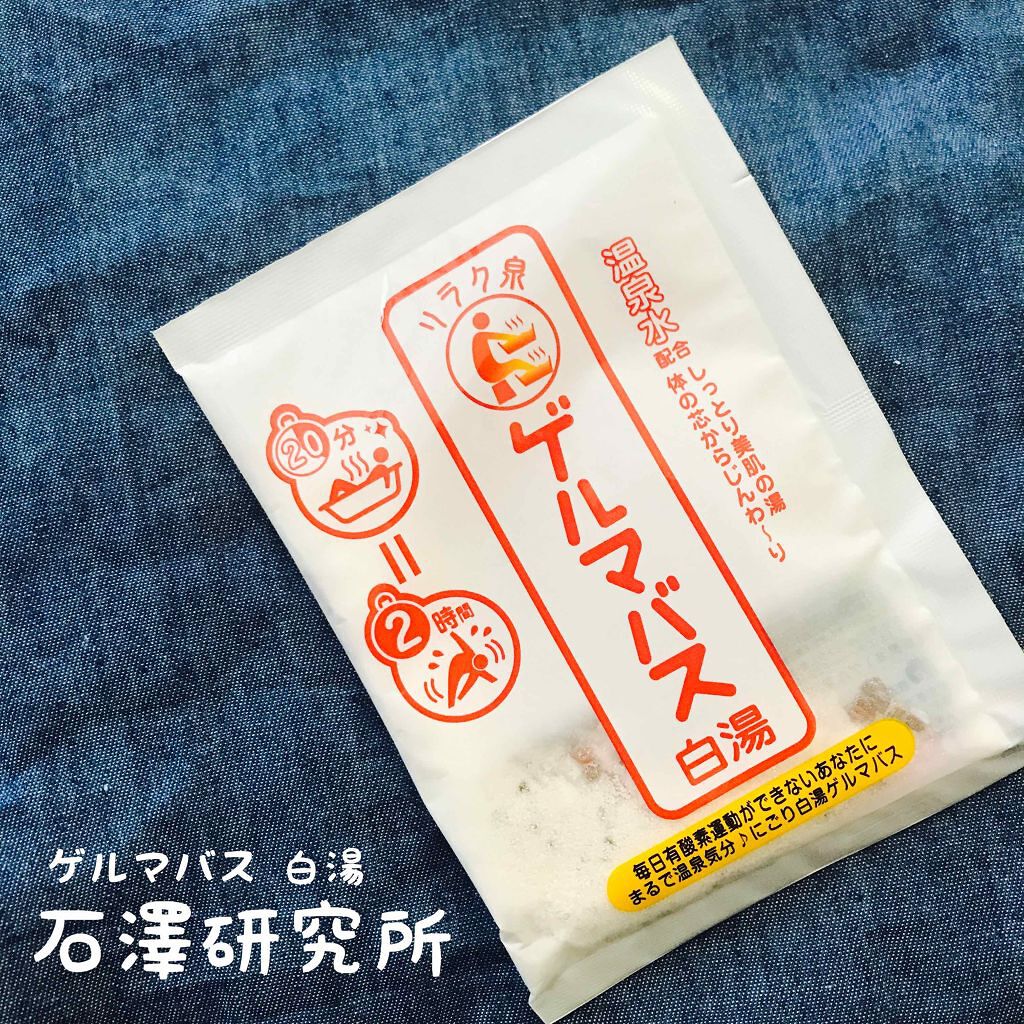 リラク泉
ゲルマバス
白湯
温泉水
配合
しっとり美肌の湯
体の芯からじんわ～り
20分
=
2時間
毎日有酸素運動ができないあなたに
まるで温泉気分♪にごり白湯ゲルマバス
ゲルマバス 白湯
石澤研究所